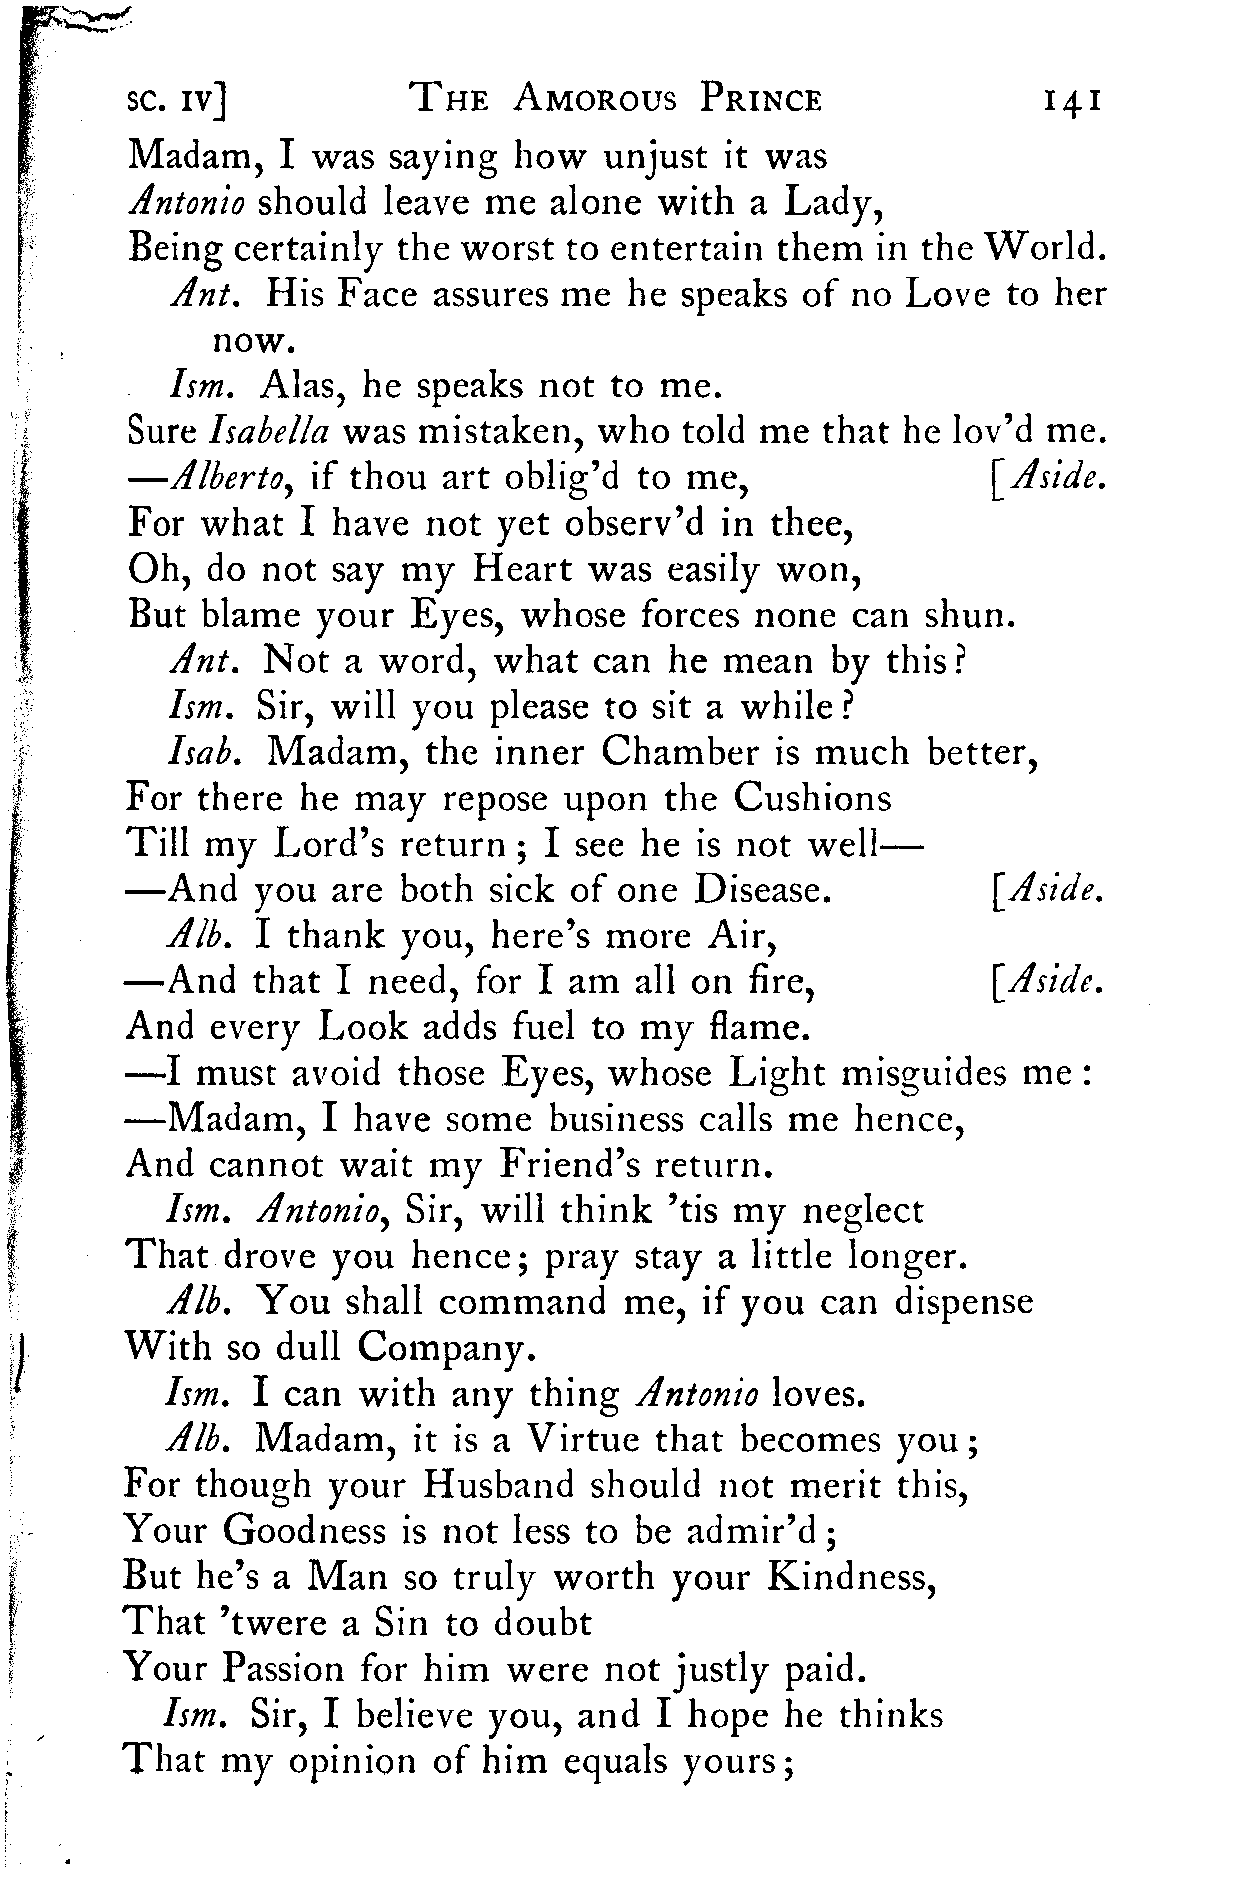 SC. IV] THE AMOROUS PRINCE 141
Madam, I was saying how unjust it was
Antonio should leave me alone with a Lady,
Being certainly the worst to entertain them in the World.
Ant. His Face assures me he speaks of no Love to her
now.
Ism. Alas, he speaks not to me.
Sure Isabella was mistaken, who told me that he lov'd me.
—Alberto, if thou art oblig'd to me, [Aside.
For what I have not yet observ'd in thee,
Oh, do not say my Heart was easily won,
But blame your Eyes, whose forces none can shun.
Ant. Not a word, what can he mean by this?
Ism. Sir, will you please to sit a while?
Isab. Madam, the inner Chamber is much better,
For there he may repose upon the Cushions
Till my Lord's return; I see he is not well—
—And you are both sick of one Disease. [Aside.
Alb. I thank you, here's more Air,
—And that I need, for I am all on fire, [Aside.
And every Look adds fuel to my flame.
—I must avoid those Eyes, whose Light misguides me:
—Madam, I have some business calls me hence,
And cannot wait my Friend's return.
Ism. Antonio, Sir, will think 'tis my neglect
That drove you hence; pray stay a little longer.
Alb. You shall command me, if you can dispense
With so dull Company.
Ism. I can with any thing Antonio loves.
Alb. Madam, it is a Virtue that becomes you;
For though your Husband should not merit this,
Your Goodness is not less to be admir'd;
But he's a Man so truly worth your Kindness,
That 'twere a Sin to doubt
Your Passion for him were not justly paid.
Ism. Sir, I believe you, and I hope he thinks
That my opinion of him equals yours;